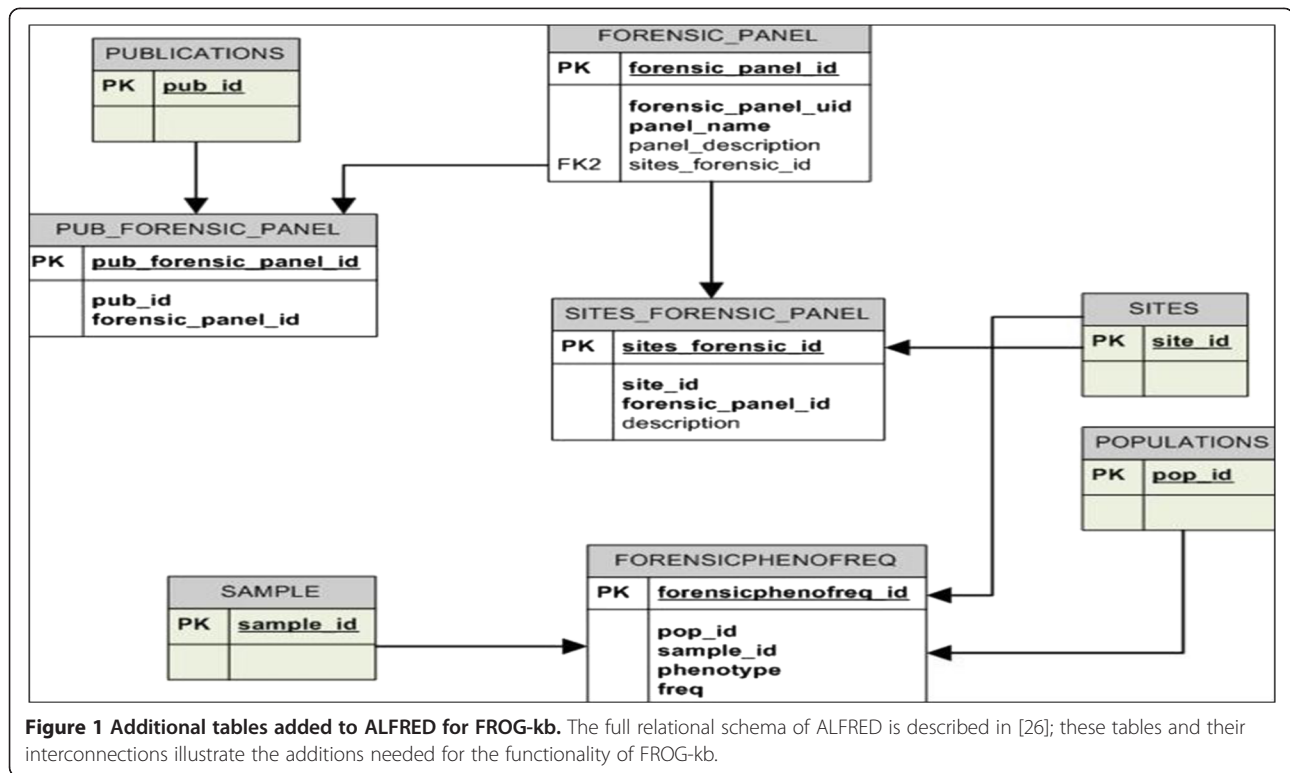 PUBLICATIONS
PK pub_id
FORENSIC_PANEL
PK forensic_panel_id
forensic_panel_uid
panel_name
panel_description
FK2 sites_forensic_id
PUB_FORENSIC_PANEL
PK pub_forensic_panel_id
pub_id
forensic_panel_id
SITES_FORENSIC_PANEL
PK sites_forensic_id
site_id
forensic_panel_id
description
SITES
PK site_id
POPULATIONS
PK pop_id
SAMPLE
PK sample_id
FORENSICPHENOFREQ
PK forensicphenofreq_id
pop_id
sample_id
phenotype
freq
Figure 1 Additional tables added to ALFRED for FROG-kb. The full relational schema of ALFRED is described in [26]; these tables and their
interconnections illustrate the additions needed for the functionality of FROG-kb.